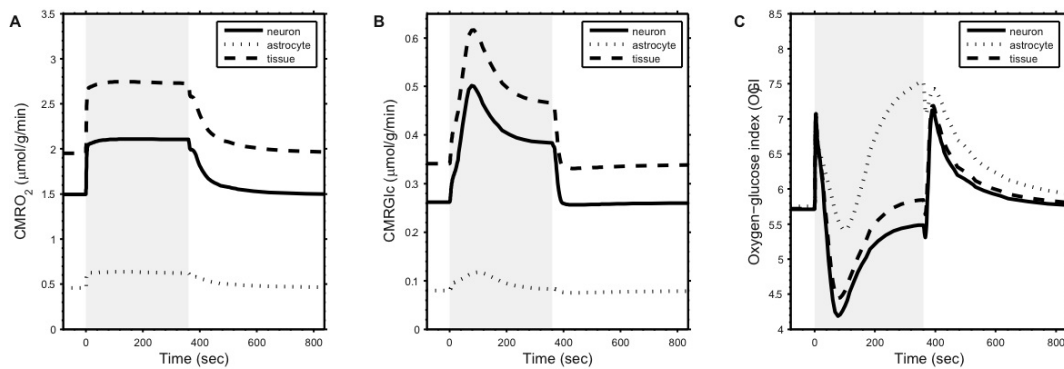 A
B
C
3.5
3
2.5
2
1.5
1
0.5
0
CMRO2 (μmol/g/min)
neuron
astrocyte
tissue
0 200 400 600 800
Time (sec)
0.6
0.5
0.4
0.3
0.2
0.1
0
CMRGlc (μmol/g/min)
neuron
astrocyte
tissue
0 200 400 600 800
Time (sec)
8.5
8
7.5
7
6.5
6
5.5
5
4.5
4
Oxygen−glucose index (OGI)
neuron
astrocyte
tissue
0 200 400 600 800
Time (sec)